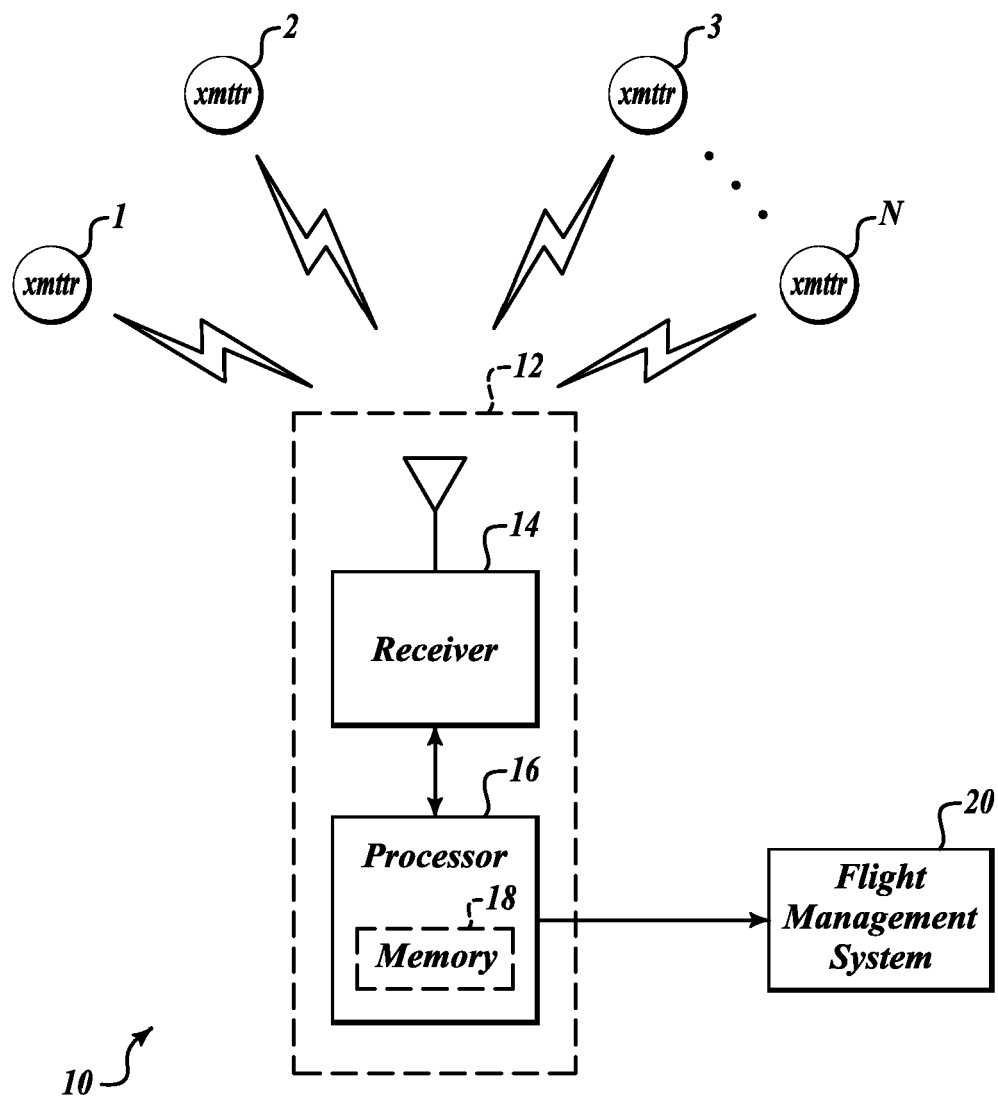 2
3
xmttr
xmttr
1
N
xmttr
xmttr
12
14
Receiver
16
Processor
18
Memory
20
Flight
Management
System
10